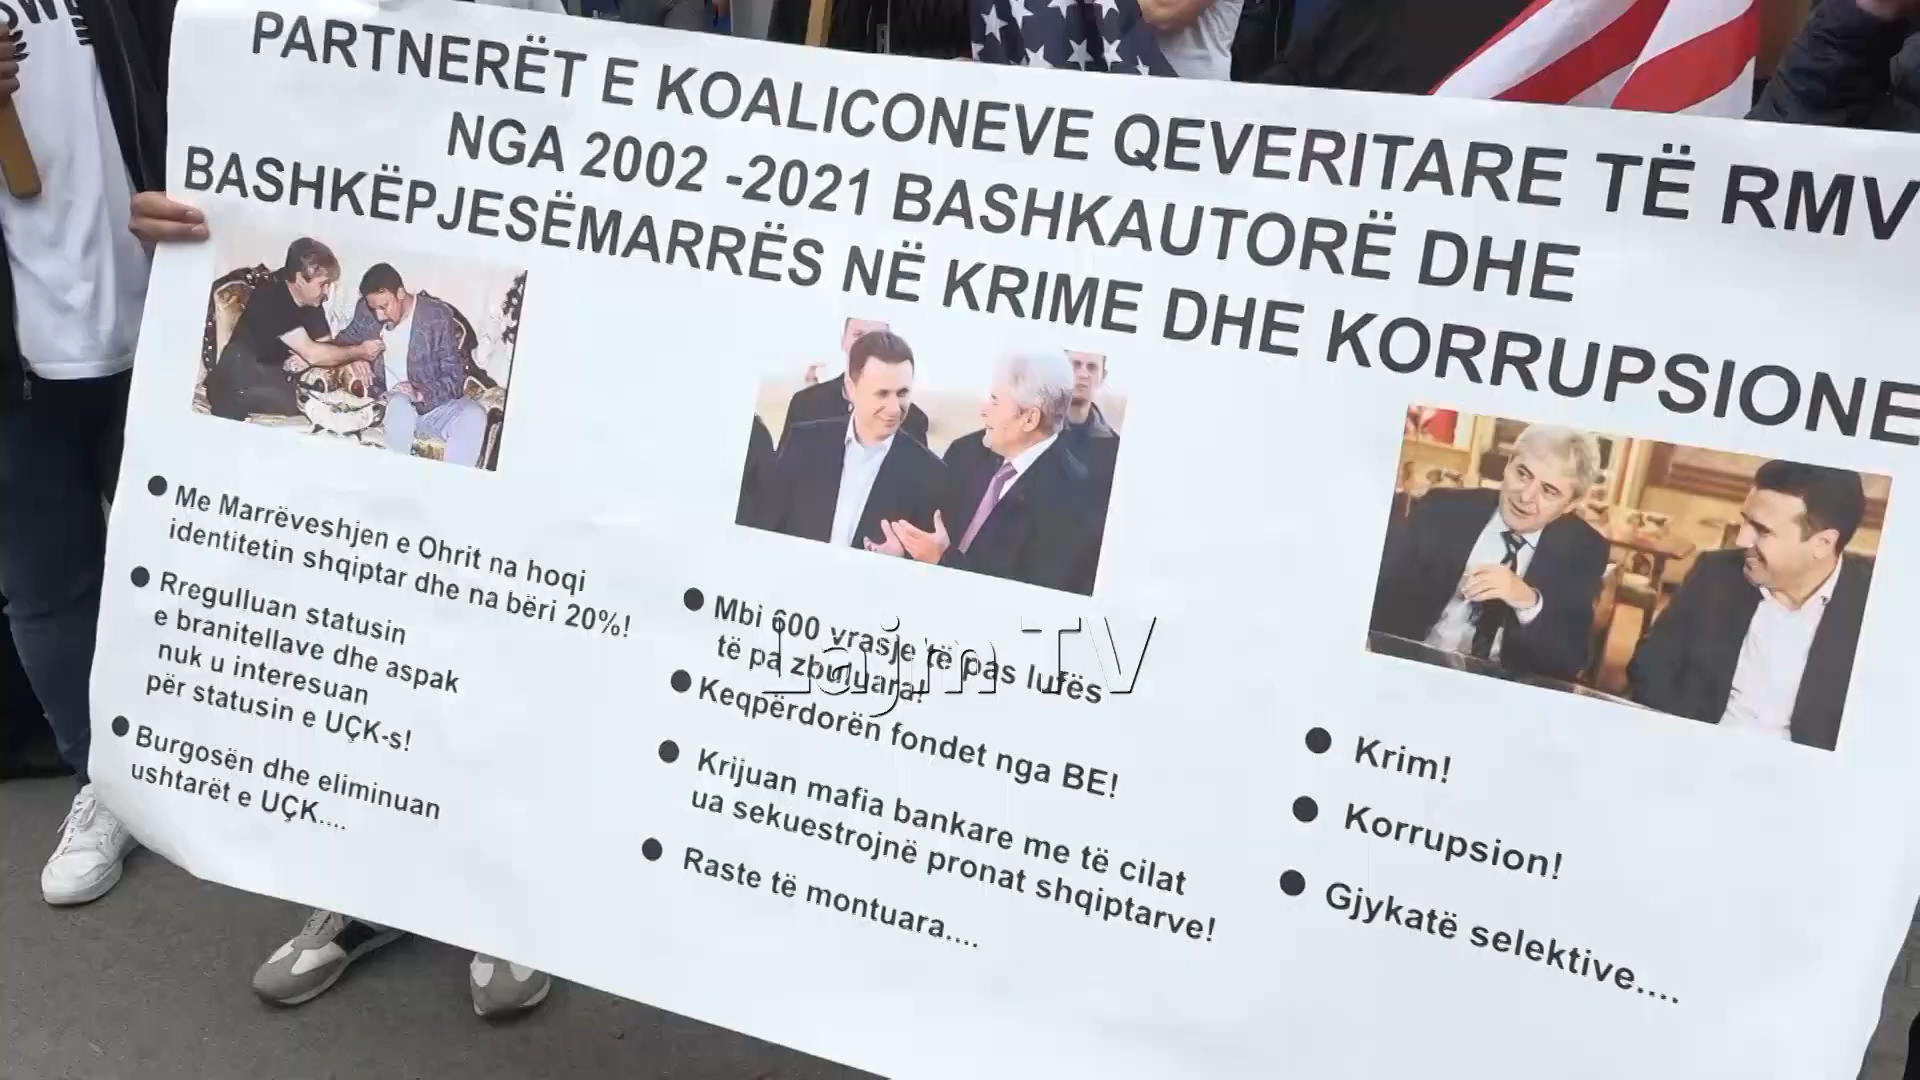 PARTNERËT E KOALICONEVE QEVERITARE TË RMV
NGA 2002 -2021 BASHKAUTORË DHE
BASHKËPJESËMARRËS NË KRIME DHE KORRUPSIONE
● Me Marrëveshjen e Ohrit na hoqi
identitetin shqiptar dhe na bëri 20%!
● Rregulluan statusin
e branitellave dhe aspak
nuk u interesuan
për statusin e UÇK-s!
● Burgosën dhe eliminuan
ushtarët e UÇK....
● Mbi 600 vrasje të pas lufës
të pa zbuluara!
● Keqpërdorën fondet nga BE!
● Krijuan mafia bankare me të cilat
ua sekuestrojnë pronat shqiptarve!
● Raste të montuara....
● Krim!
● Korrupsion!
● Gjykatë selektive....
Lajm TV